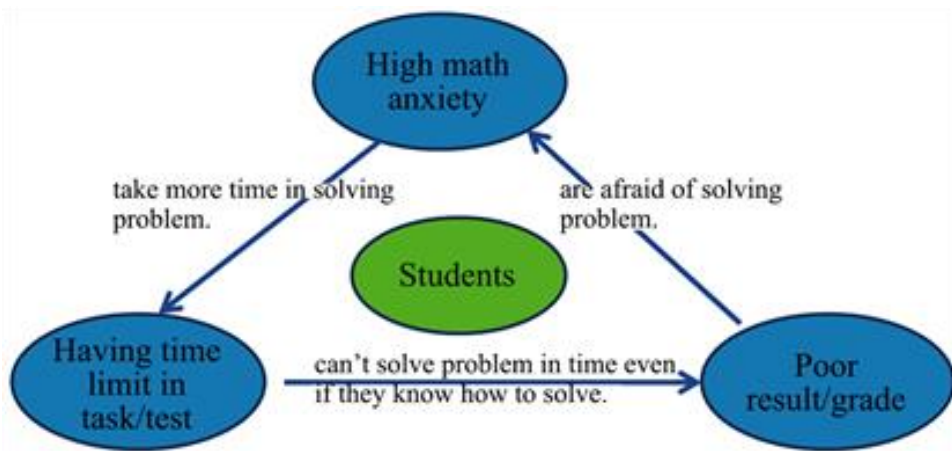 High math
anxiety
take more time in solving
problem.
are afraid of solving
problem.
Students
Having time
limit in
task/test
can't solve problem in time even
if they know how to solve.
Poor
result/grade